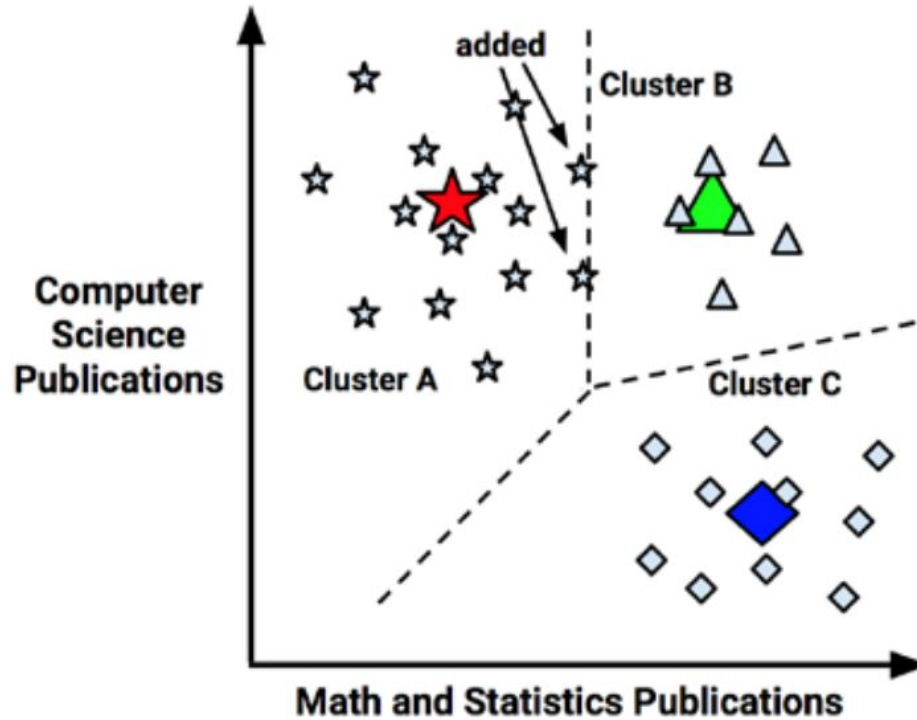 added
Cluster B
Computer
Science
Publications
Cluster A
Cluster C
Math and Statistics Publications